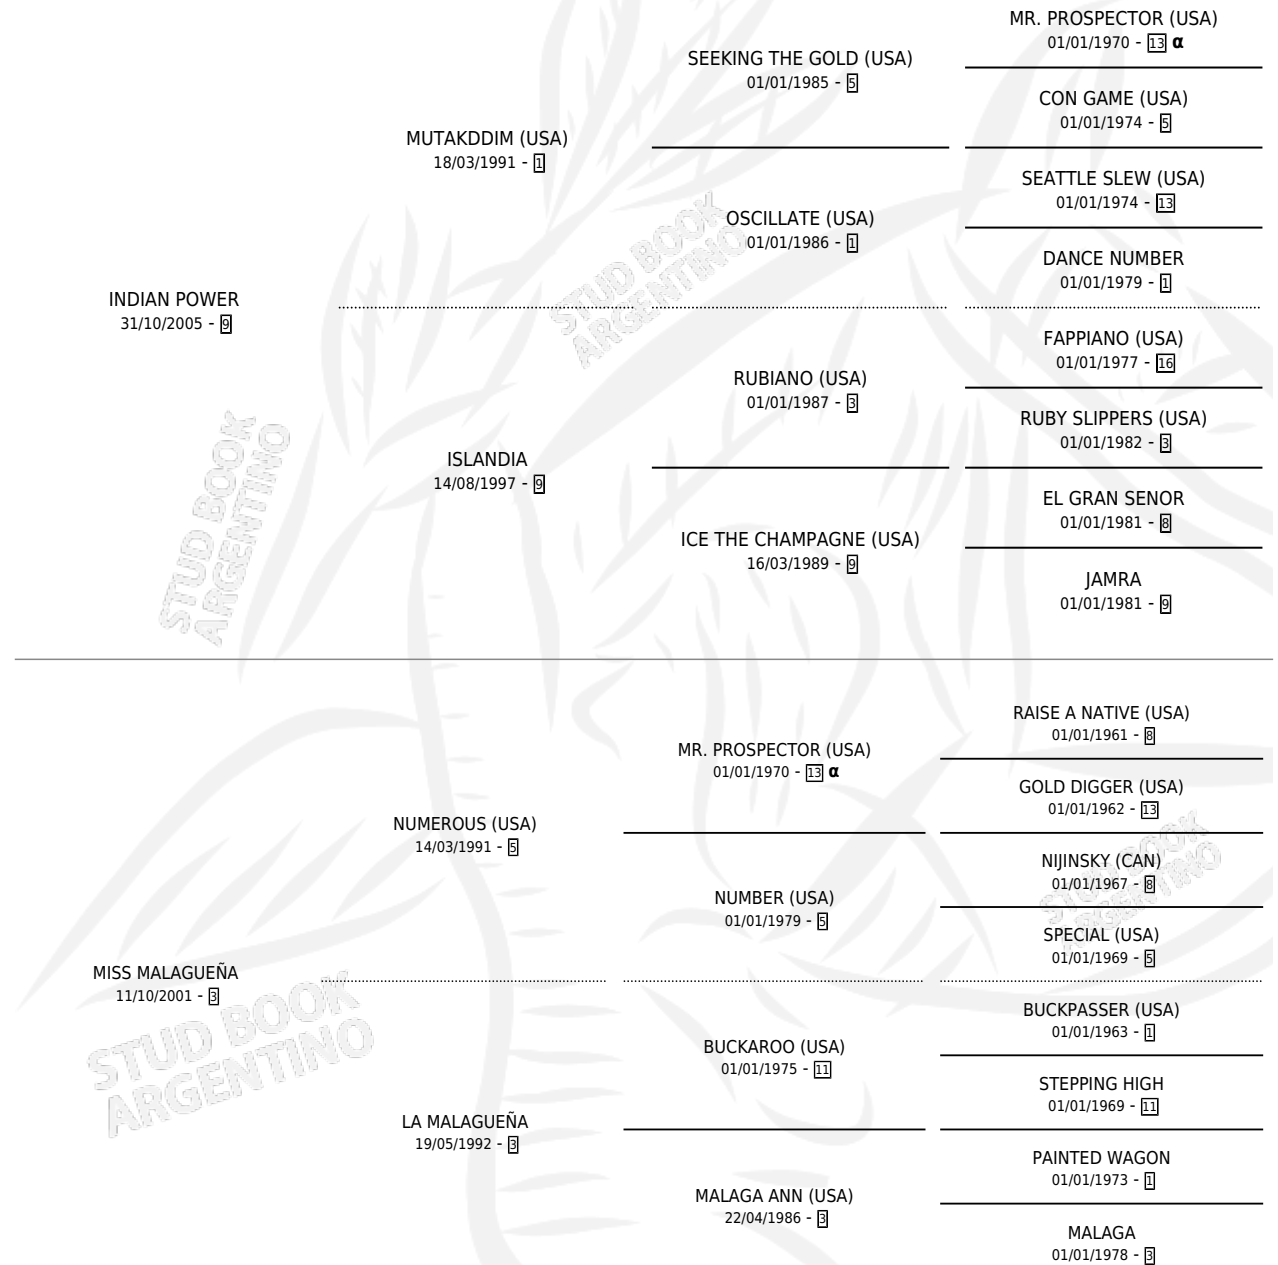 MR. PROSPECTOR (USA)
01/01/1970 - 13 α
SEEKING THE GOLD (USA)
01/01/1985 - 5
CON GAME (USA)
01/01/1974 - 5
MUTAKDDIM (USA)
18/03/1991 - 1
SEATTLE SLEW (USA)
01/01/1974 - 13
OSCILLATE (USA)
01/01/1986 - 1
DANCE NUMBER
01/01/1979 - 1
INDIAN POWER
31/10/2005 - 9
FAPPIANO (USA)
01/01/1977 - 16
RUBIANO (USA)
01/01/1987 - 3
RUBY SLIPPERS (USA)
01/01/1982 - 3
ISLANDIA
14/08/1997 - 9
EL GRAN SENOR
01/01/1981 - 8
ICE THE CHAMPAGNE (USA)
16/03/1989 - 9
JAMRA
01/01/1981 - 9
RAISE A NATIVE (USA)
01/01/1961 - 8
MR. PROSPECTOR (USA)
01/01/1970 - 13 α
GOLD DIGGER (USA)
01/01/1962 - 13
NUMEROUS (USA)
14/03/1991 - 5
NIJINSKY (CAN)
01/01/1967 - 8
NUMBER (USA)
01/01/1979 - 5
SPECIAL (USA)
01/01/1969 - 5
MISS MALAGUEÑA
11/10/2001 - 3
BUCKPASSER (USA)
01/01/1963 - 1
BUCKAROO (USA)
01/01/1975 - 11
STEPPING HIGH
01/01/1969 - 11
LA MALAGUEÑA
19/05/1992 - 3
PAINTED WAGON
01/01/1973 - 1
MALAGA ANN (USA)
22/04/1986 - 3
MALAGA
01/01/1978 - 3
STUD BOOK
ARGENTINO
STUD BOOK
ARGENTINO
STUD BOOK
ARGENTINO
STUD BOOK
ARGENTINO